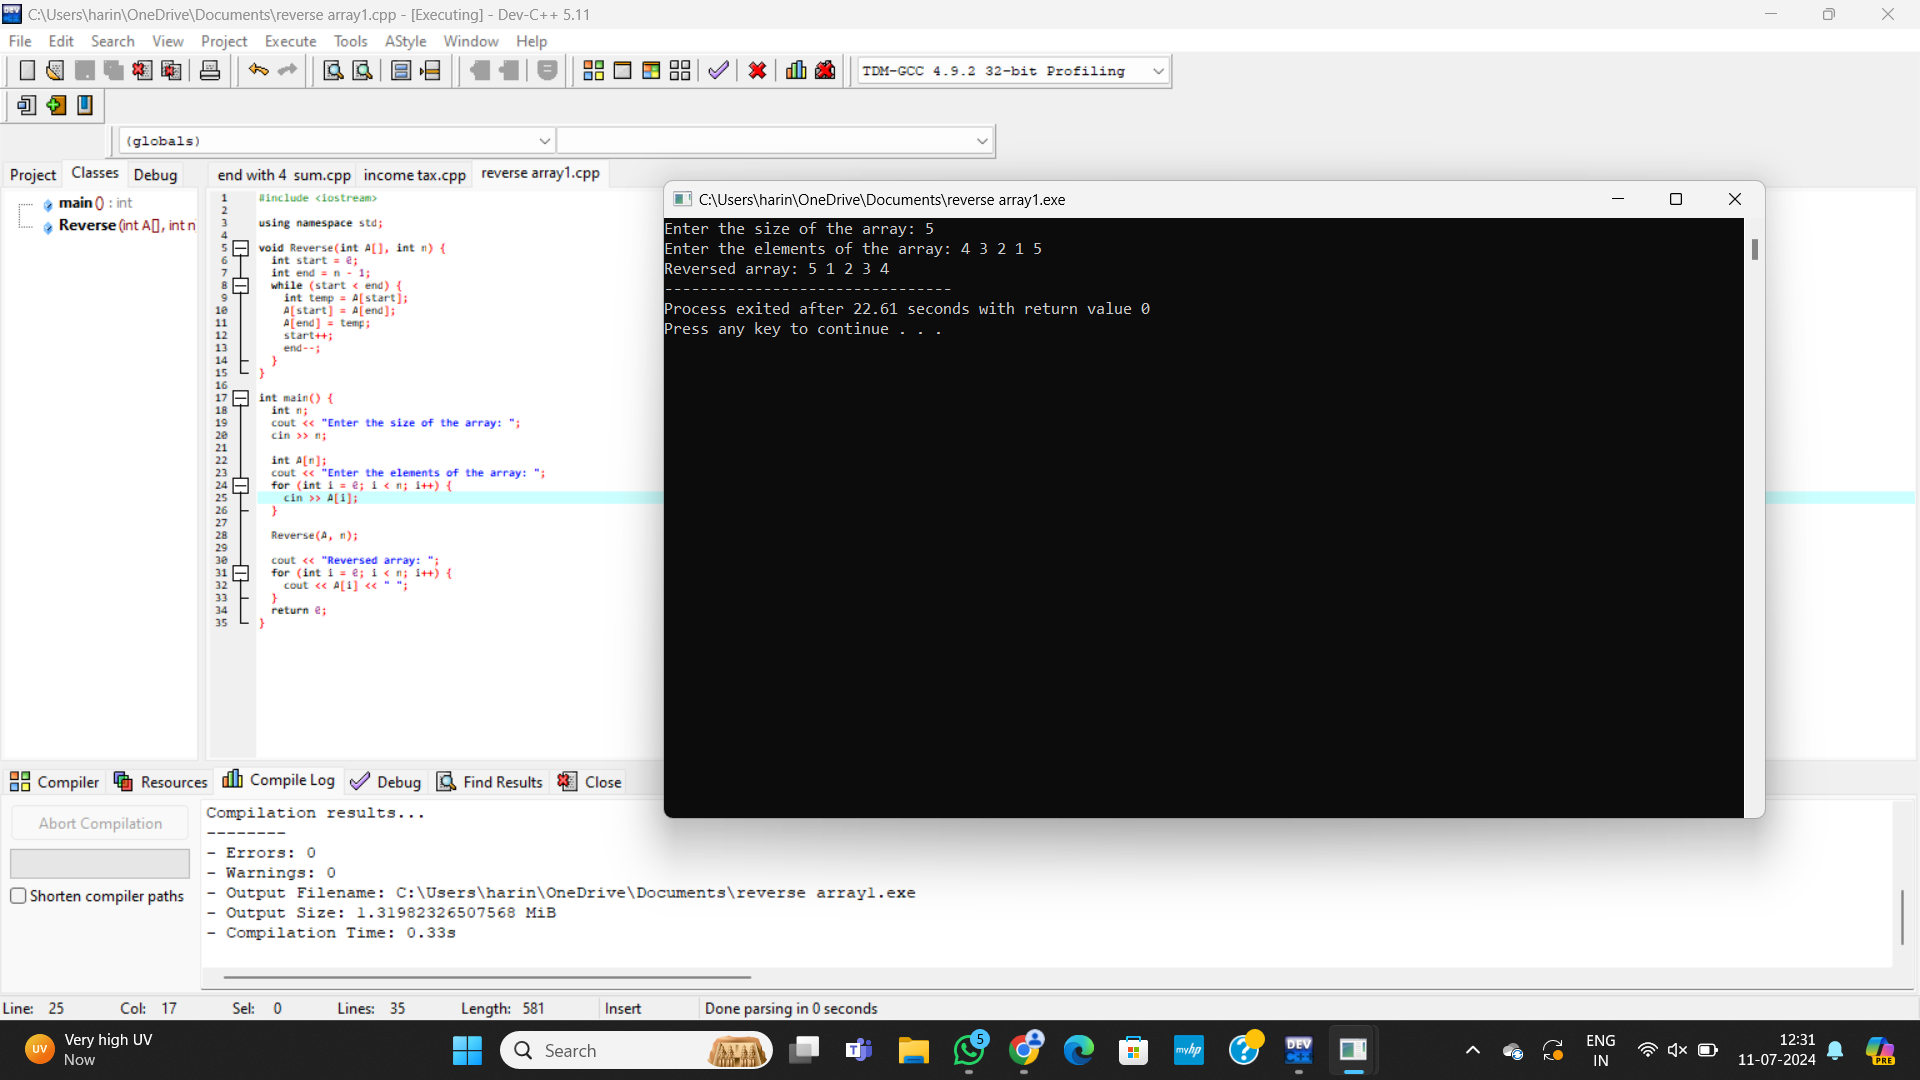 C:\Users\harin\OneDrive\Documents\reverse array1.cpp - [Executing] - Dev-C++ 5.11
File Edit Search View Project Execute Tools AStyle Window Help
TDM-GCC 4.9.2 32-bit Profiling
(globals)
Project Classes Debug
end with 4 sum.cpp income tax.cpp reverse array1.cpp
main () : int
Reverse (int A[], int n
1 #include <iostream>
2
3 using namespace std;
4
5 void Reverse(int A[], int n) {
6 int start = 0;
7 int end = n - 1;
8 while (start < end) {
9 int temp = A[start];
10 A[start] = A[end];
11 A[end] = temp;
12 start++;
13 end--;
14 }
15 }
16
17 int main() {
18 int n;
19 cout << "Enter the size of the array: ";
20 cin >> n;
21
22 int A[n];
23 cout << "Enter the elements of the array: ";
24 for (int i = 0; i < n; i++) {
25 cin >> A[i];
26 }
27
28 Reverse(A, n);
29
30 cout << "Reversed array: ";
31 for (int i = 0; i < n; i++) {
32 cout << A[i] << " ";
33 }
34 return 0;
35 }
C:\Users\harin\OneDrive\Documents\reverse array1.exe
Enter the size of the array: 5
Enter the elements of the array: 4 3 2 1 5
Reversed array: 5 1 2 3 4
--------------------------------
Process exited after 22.61 seconds with return value 0
Press any key to continue . . .
Compiler Resources Compile Log Debug Find Results Close
Abort Compilation
Shorten compiler paths
Compilation results...
--------
- Errors: 0
- Warnings: 0
- Output Filename: C:\Users\harin\OneDrive\Documents\reverse array1.exe
- Output Size: 1.31982326507568 MiB
- Compilation Time: 0.33s
Line: 25 Col: 17 Sel: 0 Lines: 35 Length: 581 Insert Done parsing in 0 seconds
UV
Very high UV
Now
Search
5
myhp
DEV
C++
ENG
IN
12:31
11-07-2024
PRE